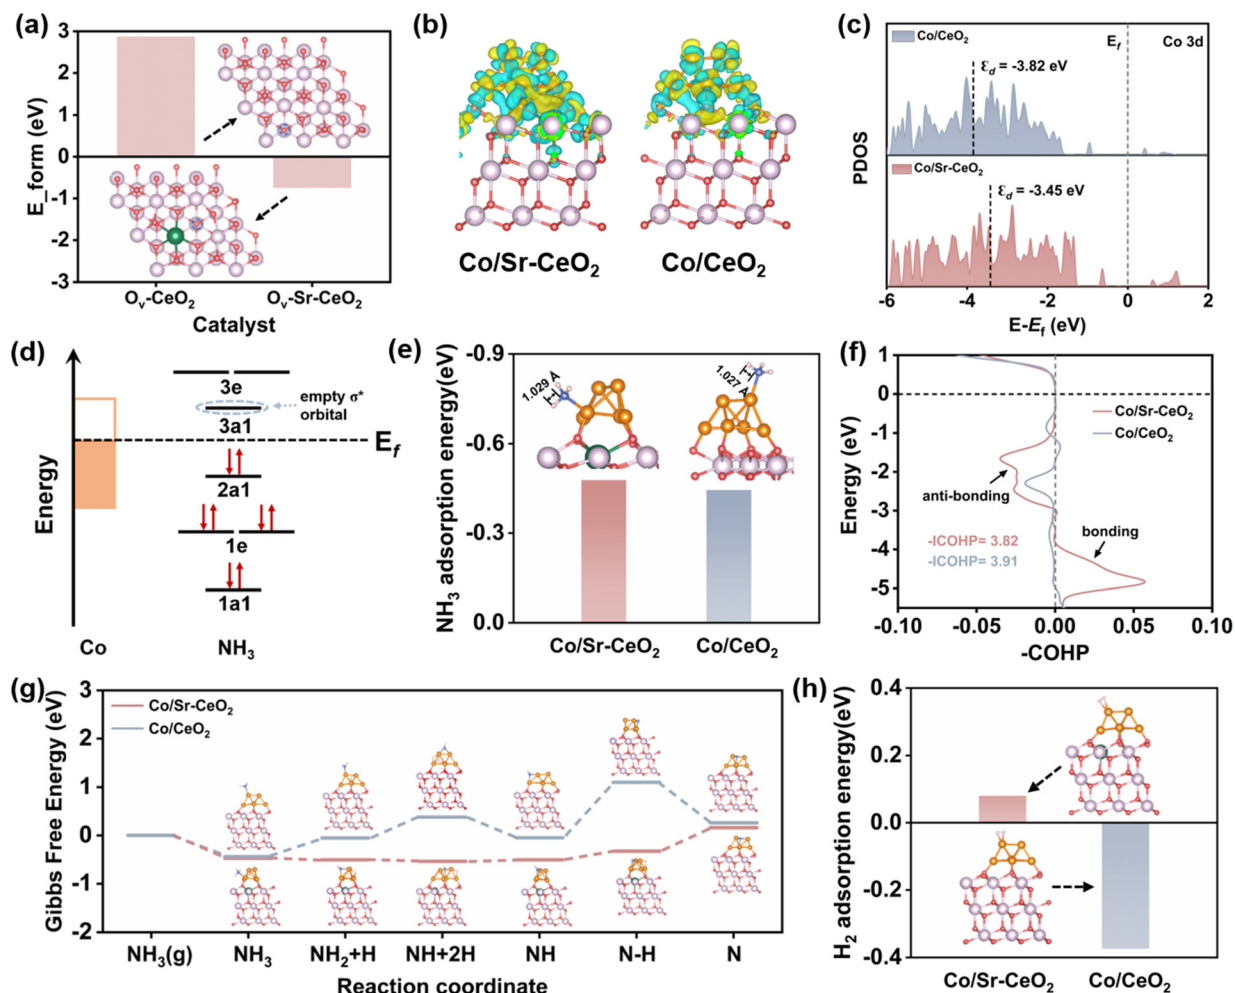 (a)
3
2
1
0
-1
-2
-3
E_form (eV)
Oᵥ-CeO₂
Oᵥ-Sr-CeO₂
Catalyst
(b)
Co/Sr-CeO₂
Co/CeO₂
(c)
Co/CeO₂
E_f
Co 3d
ε_d = -3.82 eV
Co/Sr-CeO₂
ε_d = -3.45 eV
PDOS
-6
-4
-2
0
2
E-E_f (eV)
(d)
Energy
3e
empty σ*
orbital
3a1
E_f
2a1
1e
1a1
Co
NH₃
(e)
NH₃ adsorption energy(eV)
-0.9
-0.6
-0.3
0.0
1.029 Å
1.027 Å
Co/Sr-CeO₂
Co/CeO₂
(f)
Energy (eV)
1
0
-1
-2
-3
-4
-5
Co/Sr-CeO₂
Co/CeO₂
anti-bonding
bonding
-ICOHP= 3.82
-ICOHP= 3.91
-0.10
-0.05
0.00
0.05
0.10
-COHP
(g)
Gibbs Free Energy (eV)
3
2
1
0
-1
-2
Co/Sr-CeO₂
Co/CeO₂
NH₃(g)
NH₃
NH₂+H
NH+2H
NH
N-H
N
Reaction coordinate
(h)
H₂ adsorption energy(eV)
0.4
0.2
0.0
-0.2
-0.4
Co/Sr-CeO₂
Co/CeO₂